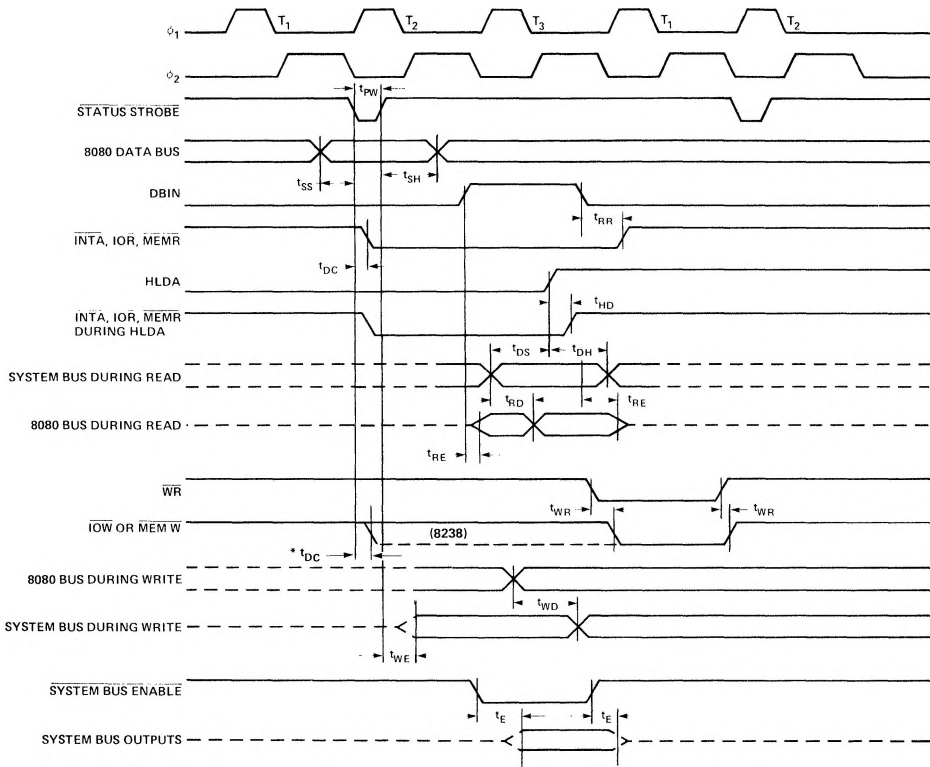 ϕ1 T1 T2 T3 T1 T2
ϕ2
tPW
STATUS STROBE
8080 DATA BUS
tSS tSH
DBIN
tRR
INTA, IOR, MEMR
tDC
HLDA
tHD
INTA, IOR, MEMR
DURING HLDA
tDS tDH
SYSTEM BUS DURING READ
tRD tRE
8080 BUS DURING READ
tRE
WR
tWR tWR
IOW OR MEM W (8238)
* tDC
8080 BUS DURING WRITE
tWD
SYSTEM BUS DURING WRITE
tWE
SYSTEM BUS ENABLE
tE tE
SYSTEM BUS OUTPUTS